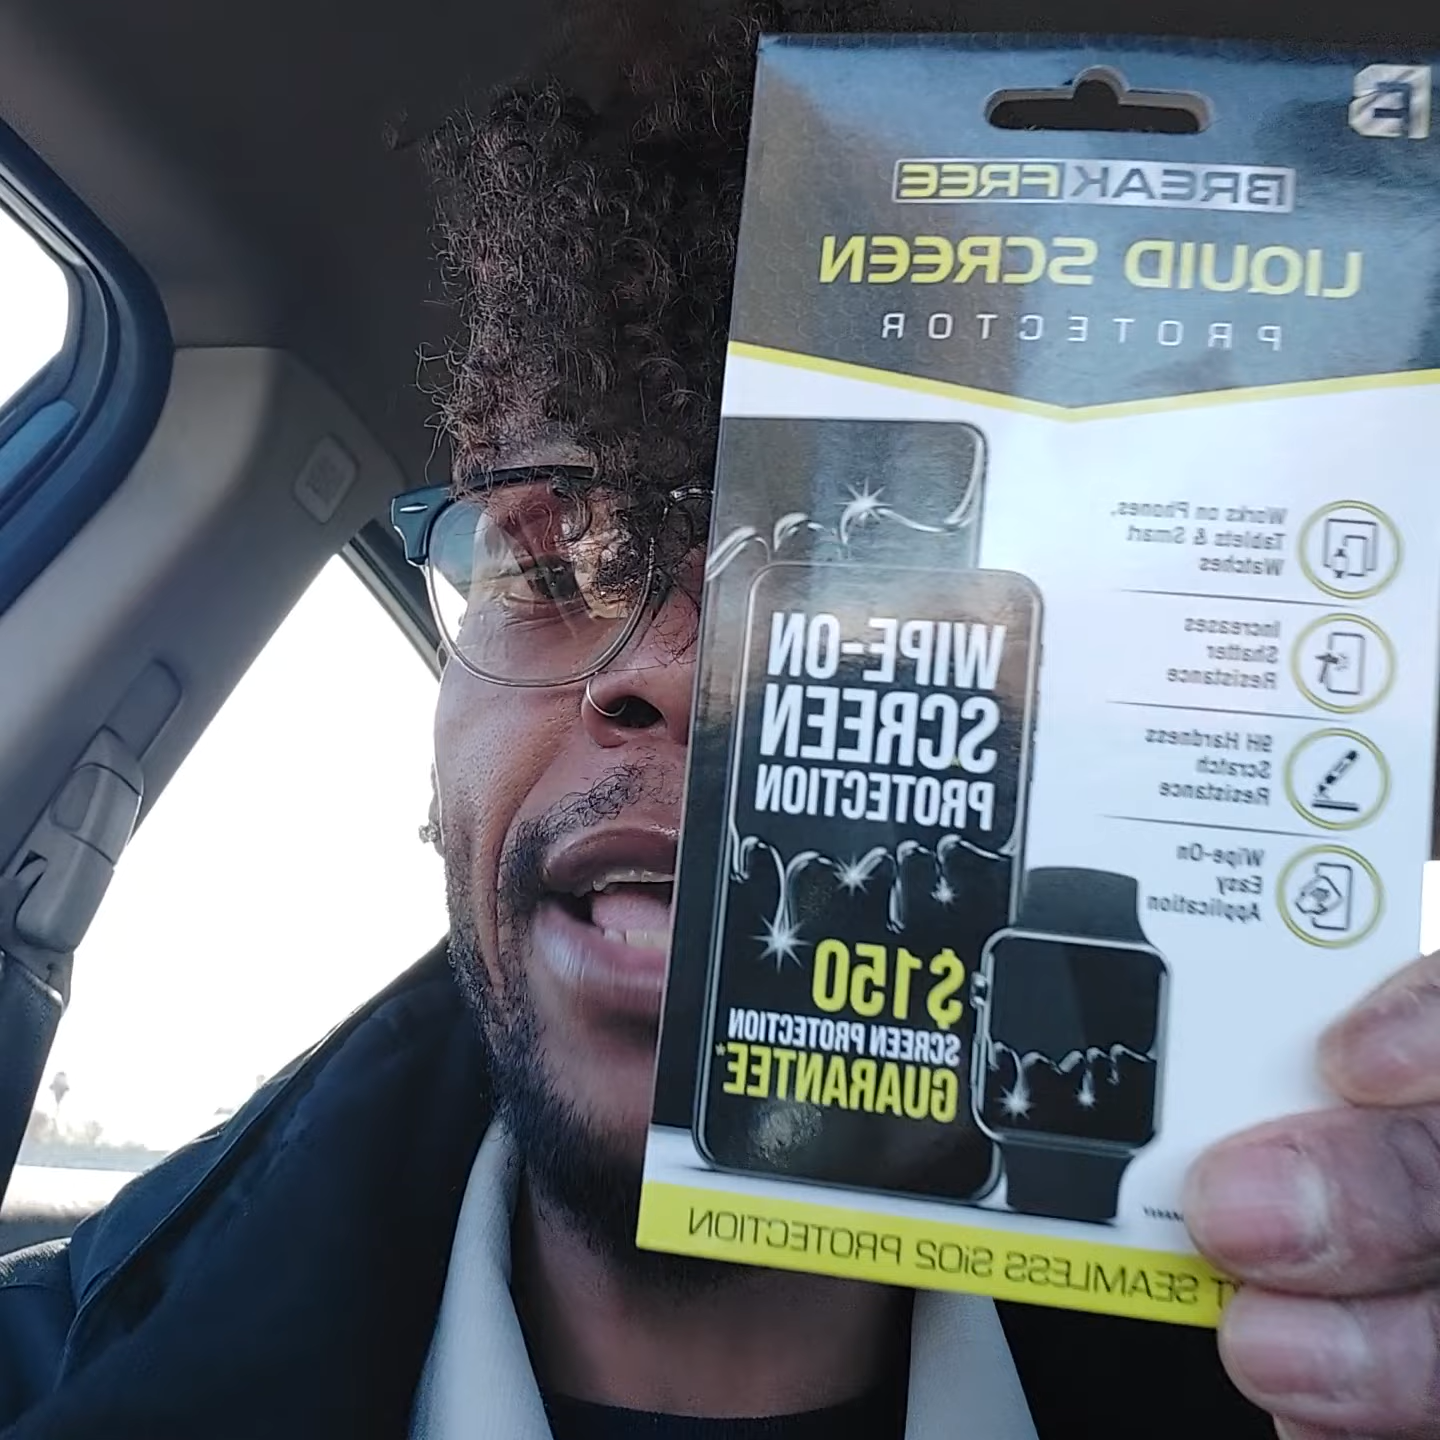 BREAKFREE
LIQUID SCREEN
PROTECTOR
Works on Phones,
Tablets & Smart
Watches
Increases
Shatter
Resistance
9H Hardness
Scratch
Resistance
Wipe-On
Easy
Application
WIPE-ON
SCREEN
PROTECTION
$150
SCREEN PROTECTION
GUARANTEE*
SEAMLESS SiO2 PROTECTION